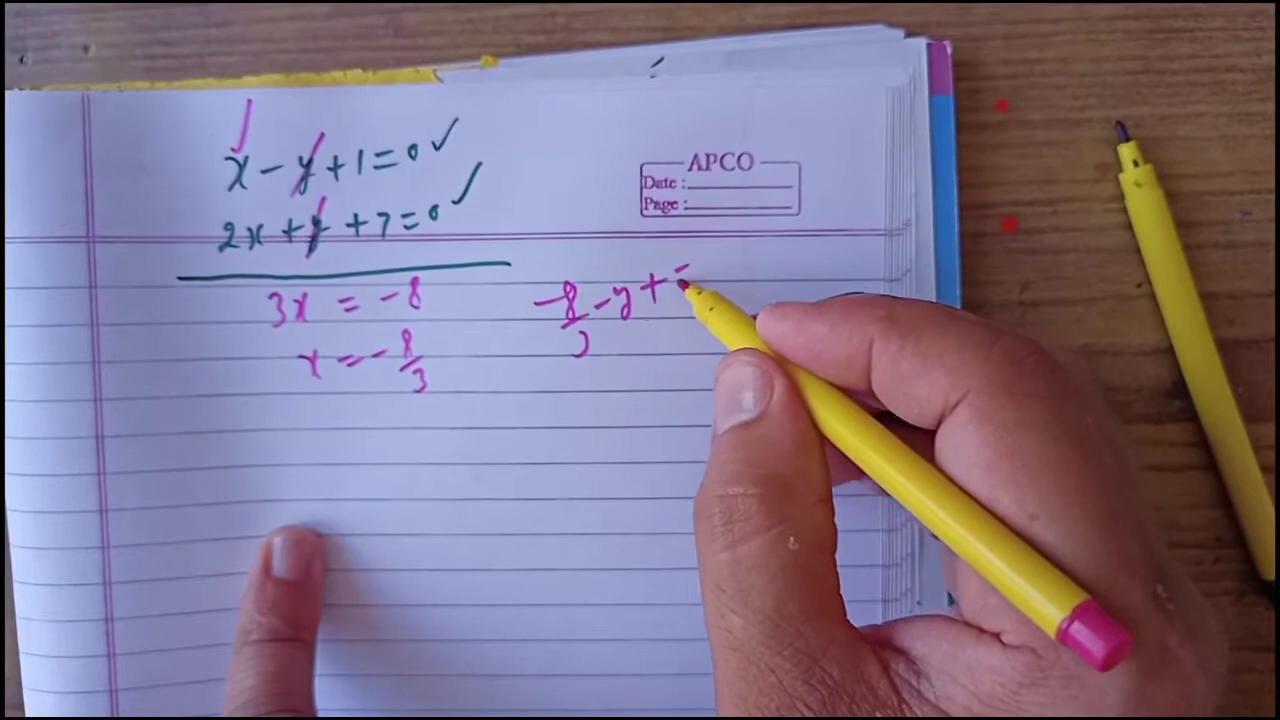 x - y + 1 = 0 ✓
2x + y + 7 = 0 ✓
APCO
Date :
Page :
3x = -8
x = -8/3
-8/3 - y +